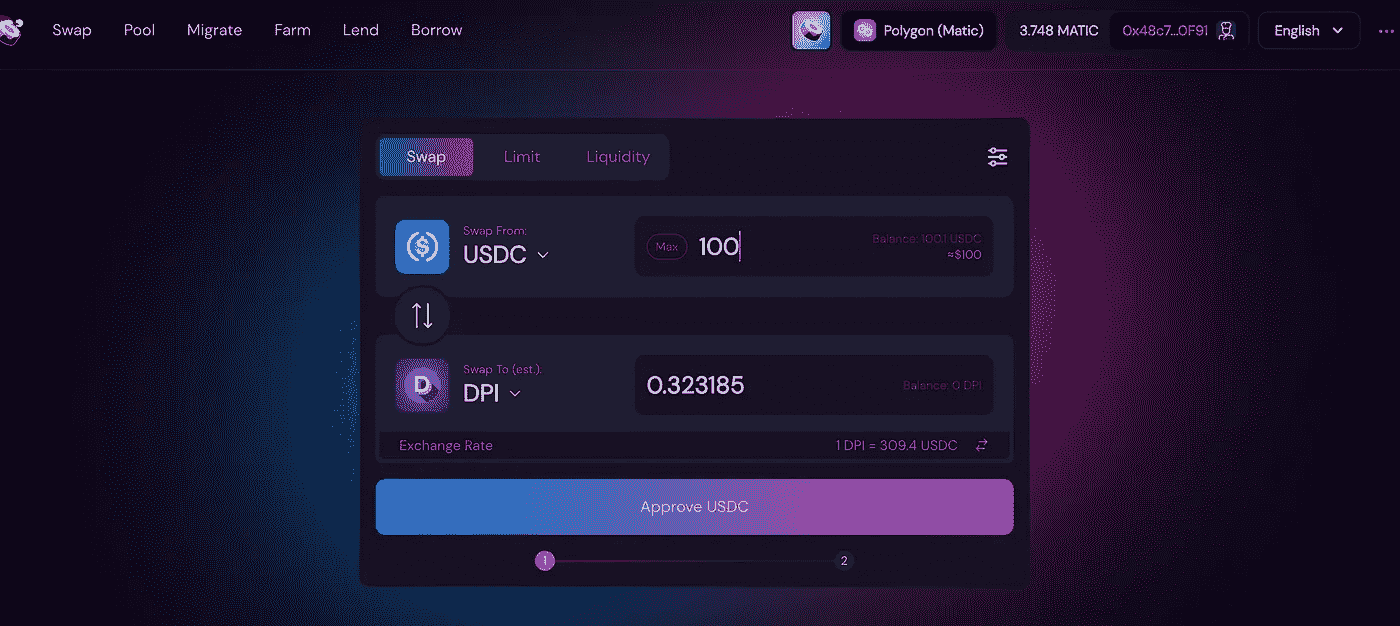 Swap Pool Migrate Farm Lend Borrow Polygon (Matic) 3.748 MATIC 0x48c7...0F91 English
Swap Limit Liquidity
Swap From:
USDC
Max 100
Balance: 100.1 USDC
≈$100
Swap To (est.):
DPI
0.323185
Balance: 0 DPI
Exchange Rate 1 DPI = 309.4 USDC
Approve USDC
1 2